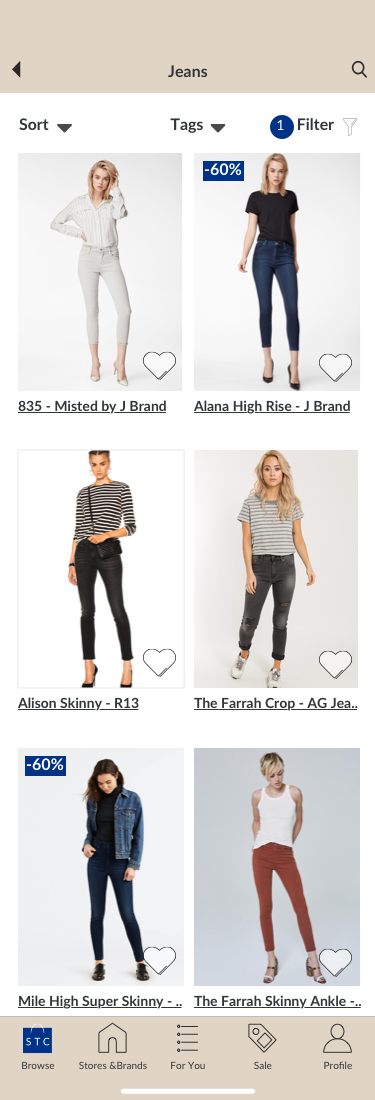 Jeans
Sort Tags 1 Filter
-60%
835 - Misted by J Brand
Alana High Rise - J Brand
Alison Skinny - R13
The Farrah Crop - AG Jea..
-60%
Mile High Super Skinny - ..
The Farrah Skinny Ankle -..
STC
Browse Stores &Brands For You Sale Profile